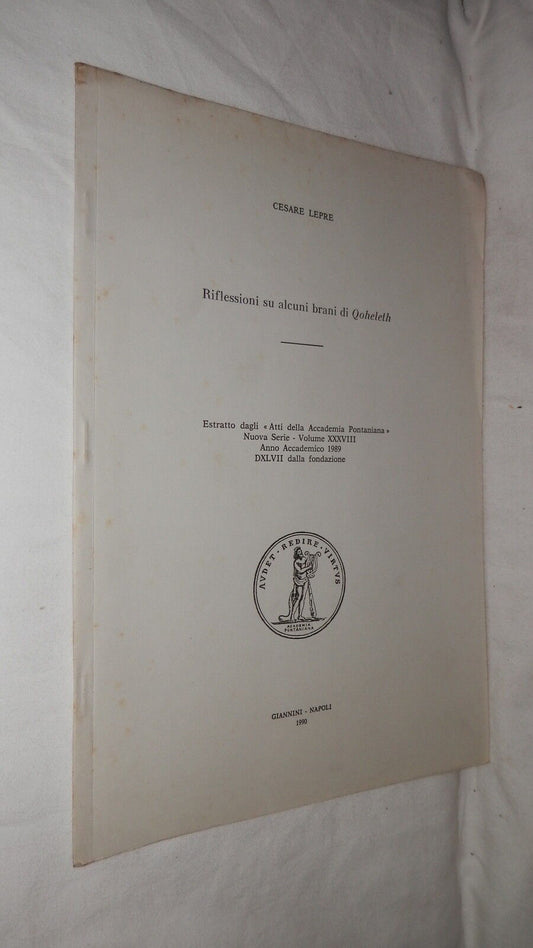 CESARE LEPRE
Riflessioni su alcuni brani di Qoheleth
Estratto dagli « Atti della Accademia Pontaniana »
Nuova Serie - Volume XXXVIII
Anno Accademico 1989
DXLVII dalla fondazione
AVDET · REDIRE · VIRTVS
ACCADEMIA
PONTANIANA
GIANNINI - NAPOLI
1990